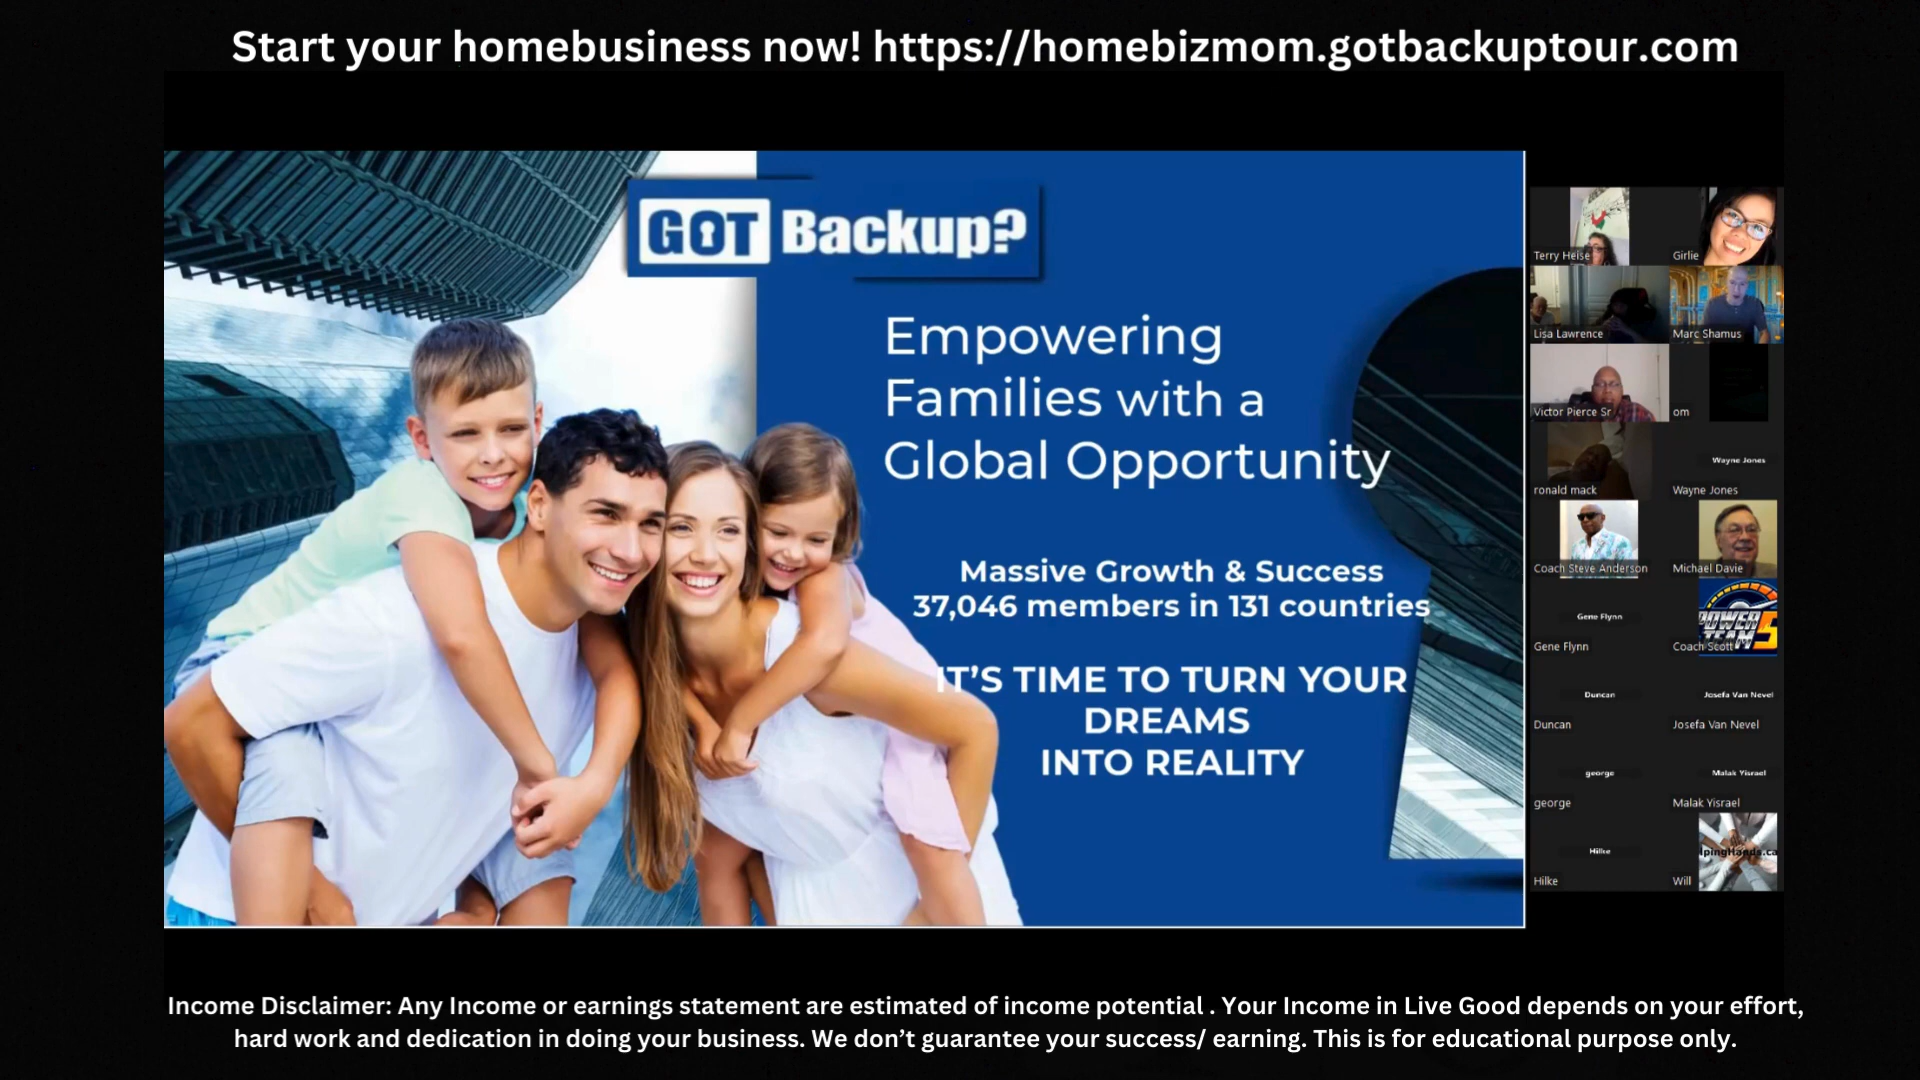 Start your homebusiness now! https://homebizmom.gotbackuptour.com
GOT Backup?
Empowering
Families with a
Global Opportunity
Massive Growth & Success
37,046 members in 131 countries
IT’S TIME TO TURN YOUR
DREAMS
INTO REALITY
Terry Heise
Girlie
Lisa Lawrence
Marc Shamus
Victor Pierce Sr
om
Wayne Jones
ronald mack
Wayne Jones
Coach Steve Anderson
Michael Davie
Gene Flynn
POWER
TEAM 5
Gene Flynn
Coach Scott
Duncan
Josefa Van Nevel
Duncan
Josefa Van Nevel
george
Malak Yisrael
george
Malak Yisrael
Hilke
lpingHands.ca
Hilke
Will
Income Disclaimer: Any Income or earnings statement are estimated of income potential . Your Income in Live Good depends on your effort,
hard work and dedication in doing your business. We don’t guarantee your success/ earning. This is for educational purpose only.